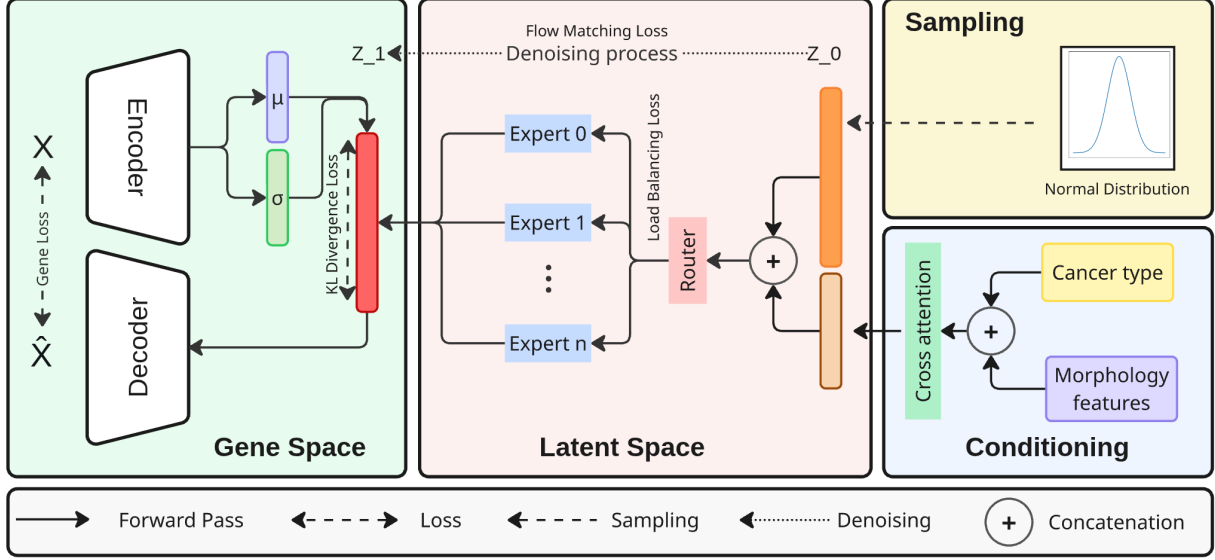 X
Gene Loss
X̂
Encoder
Decoder
μ
σ
KL Divergence Loss
Gene Space
Z_1
Flow Matching Loss
Denoising process
Z_0
Expert 0
Expert 1
Expert n
Load Balancing Loss
Router
+
Latent Space
Sampling
Normal Distribution
Cross attention
Cancer type
+
Morphology
features
Conditioning
Forward Pass
Loss
Sampling
Denoising
+
Concatenation